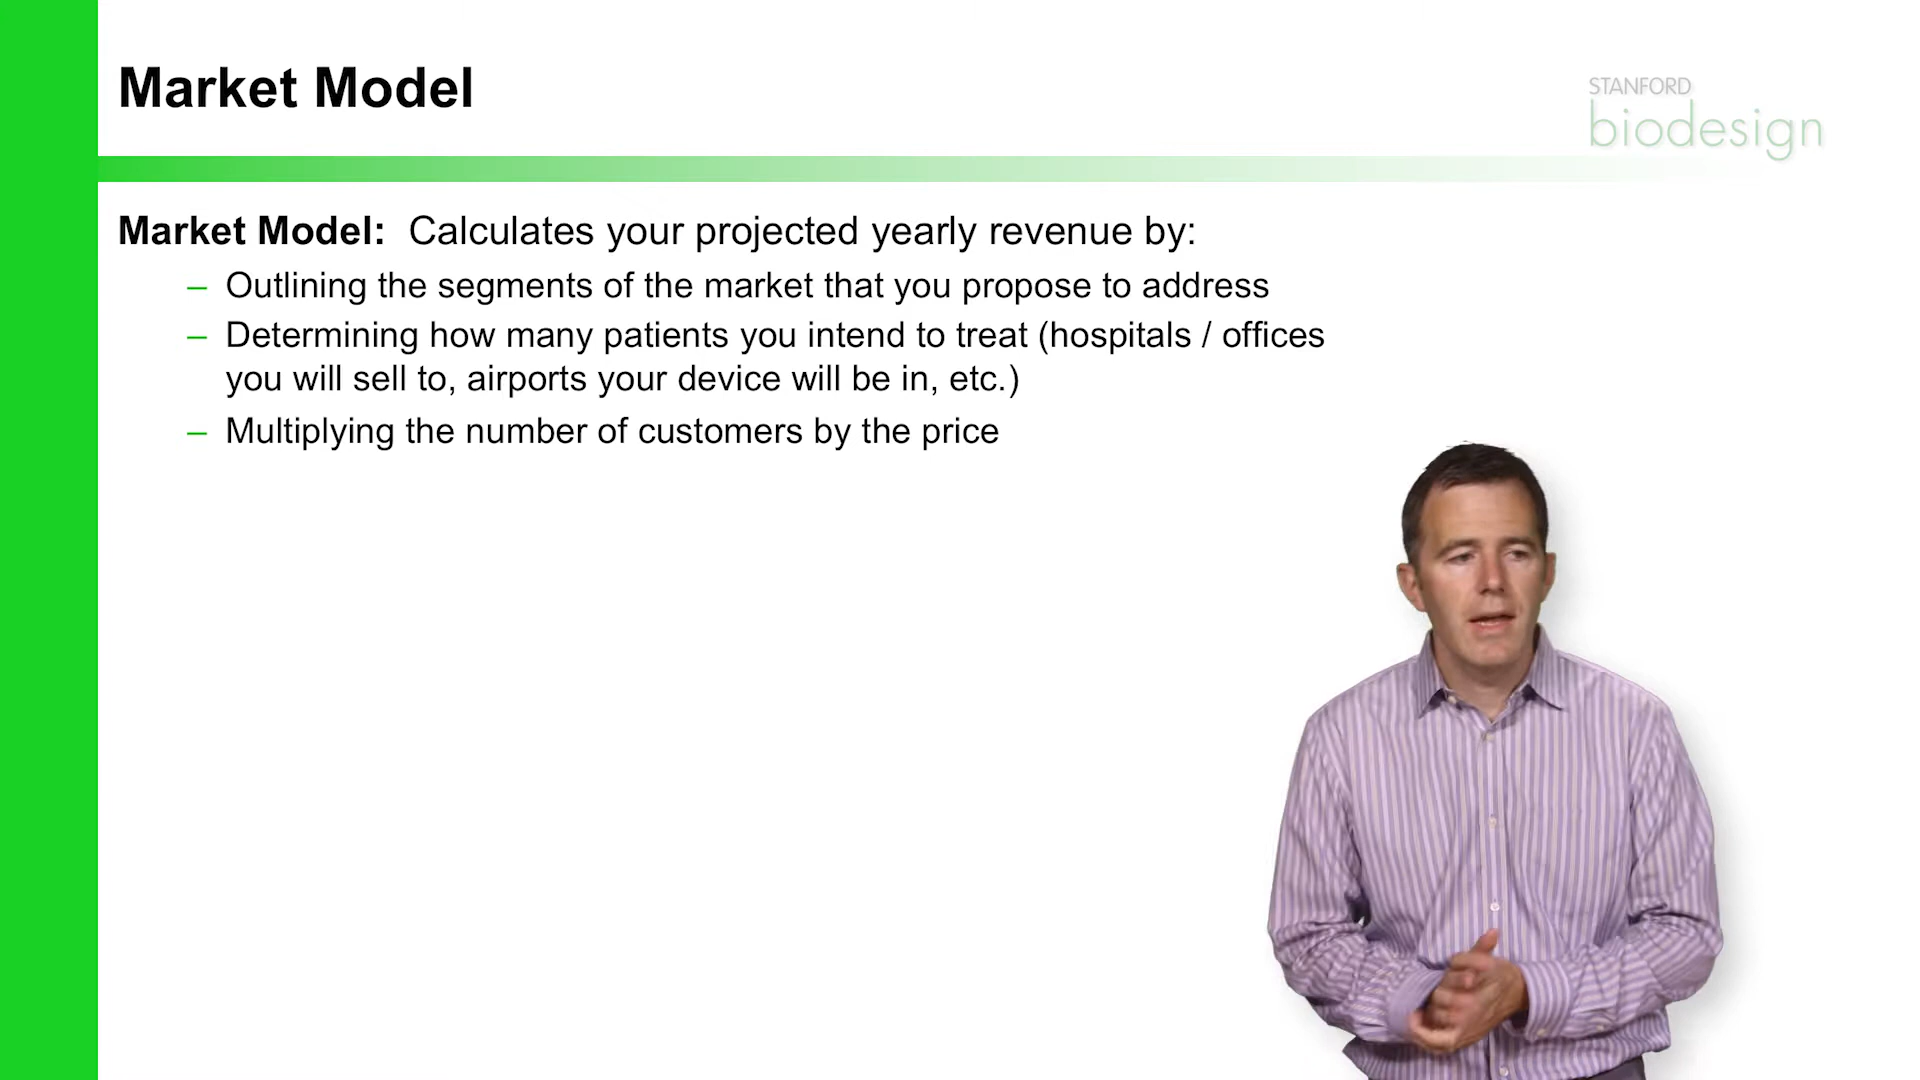 Market Model
STANFORD
biodesign
Market Model: Calculates your projected yearly revenue by:
– Outlining the segments of the market that you propose to address
– Determining how many patients you intend to treat (hospitals / offices
you will sell to, airports your device will be in, etc.)
– Multiplying the number of customers by the price